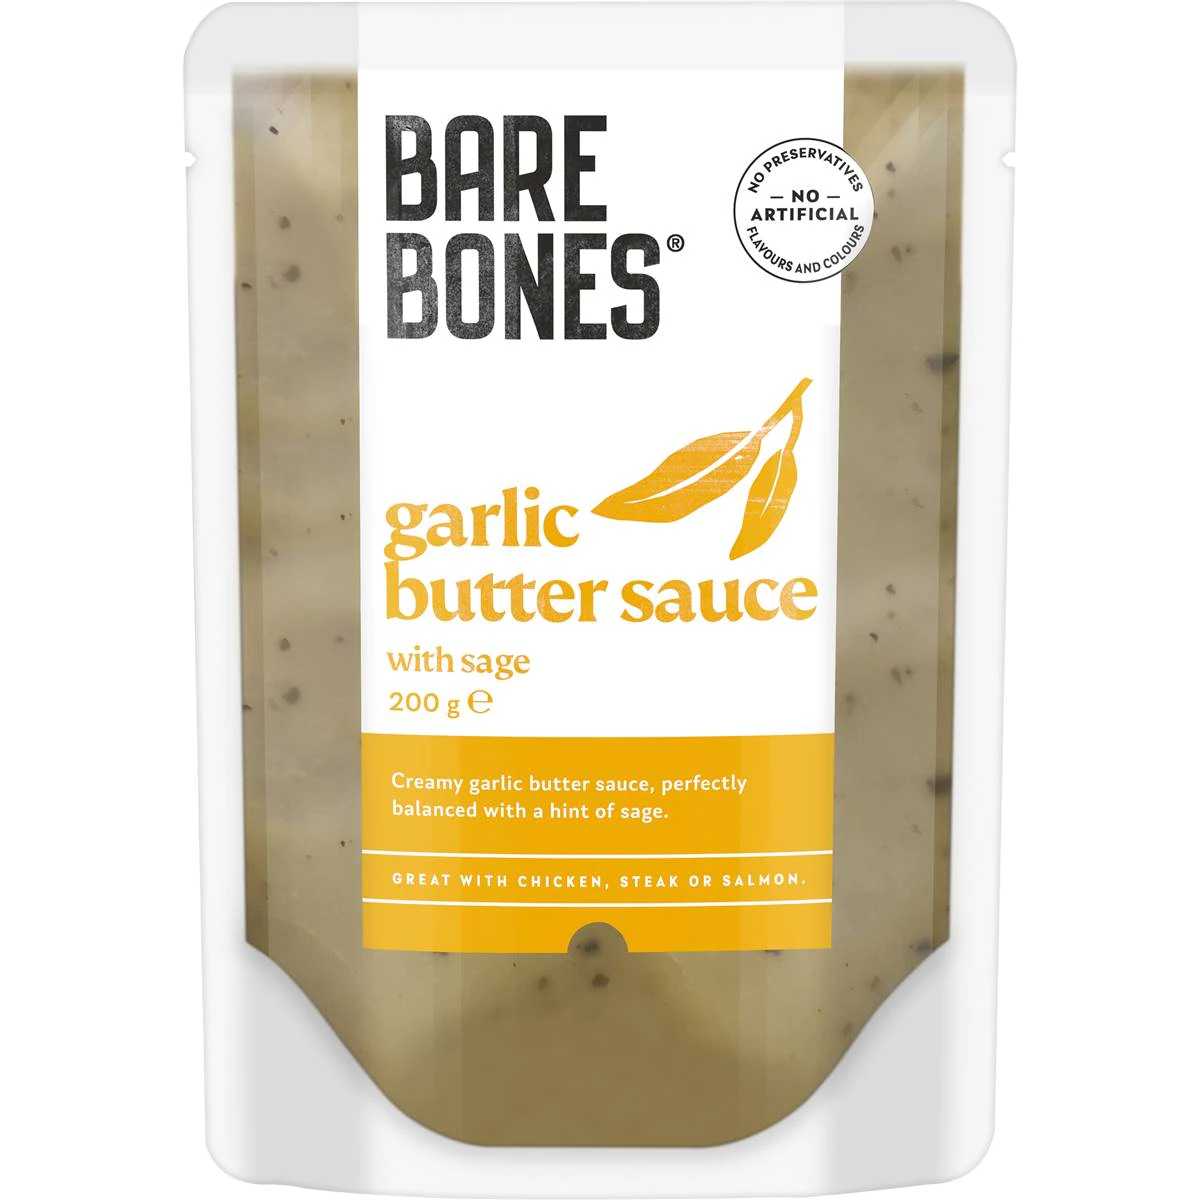 BARE
BONES®
NO PRESERVATIVES
– NO –
ARTIFICIAL
FLAVOURS AND COLOURS
garlic
butter sauce
with sage
200 g ℮
Creamy garlic butter sauce, perfectly
balanced with a hint of sage.
GREAT WITH CHICKEN, STEAK OR SALMON.